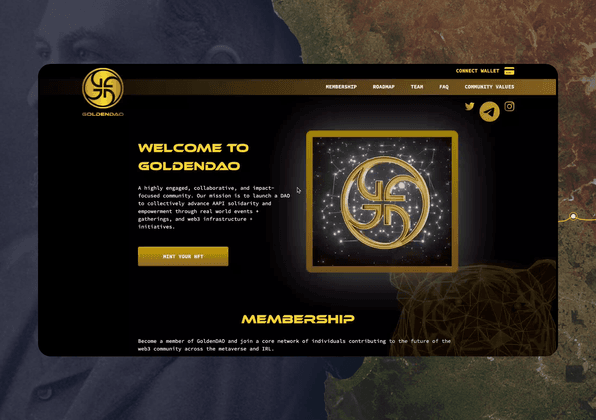 CONNECT WALLET
GOLDENDAO
MEMBERSHIP ROADMAP TEAM FAQ COMMUNITY VALUES
WELCOME TO
GOLDENDAO
A highly engaged, collaborative, and impact-
focused community. Our mission is to launch a DAO
to collectively advance AAPI solidarity and
empowerment through real world events +
gatherings, and web3 infrastructure +
initiatives.
MINT YOUR NFT
MEMBERSHIP
Become a member of GoldenDAO and join a core network of individuals contributing to the future of the
web3 community across the metaverse and IRL.